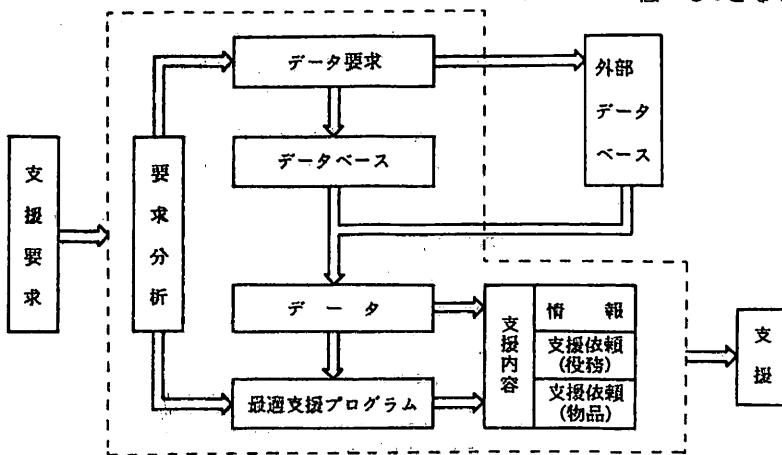 データ要求
外部データベース
支援要求
要求分析
データベース
データ
支援内容
情報
支援依頼
(役務)
支援依頼
(物品)
最適支援プログラム
支援